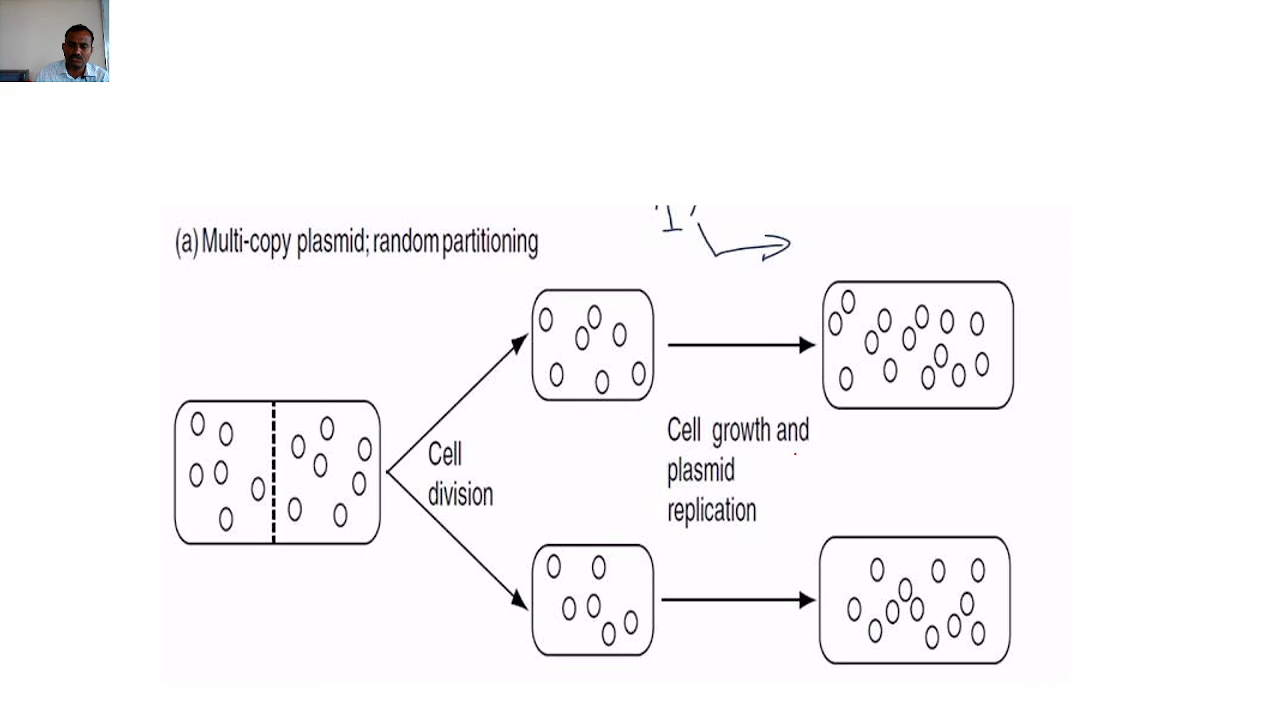 (a) Multi-copy plasmid; random partitioning
Cell
division
Cell growth and
plasmid
replication